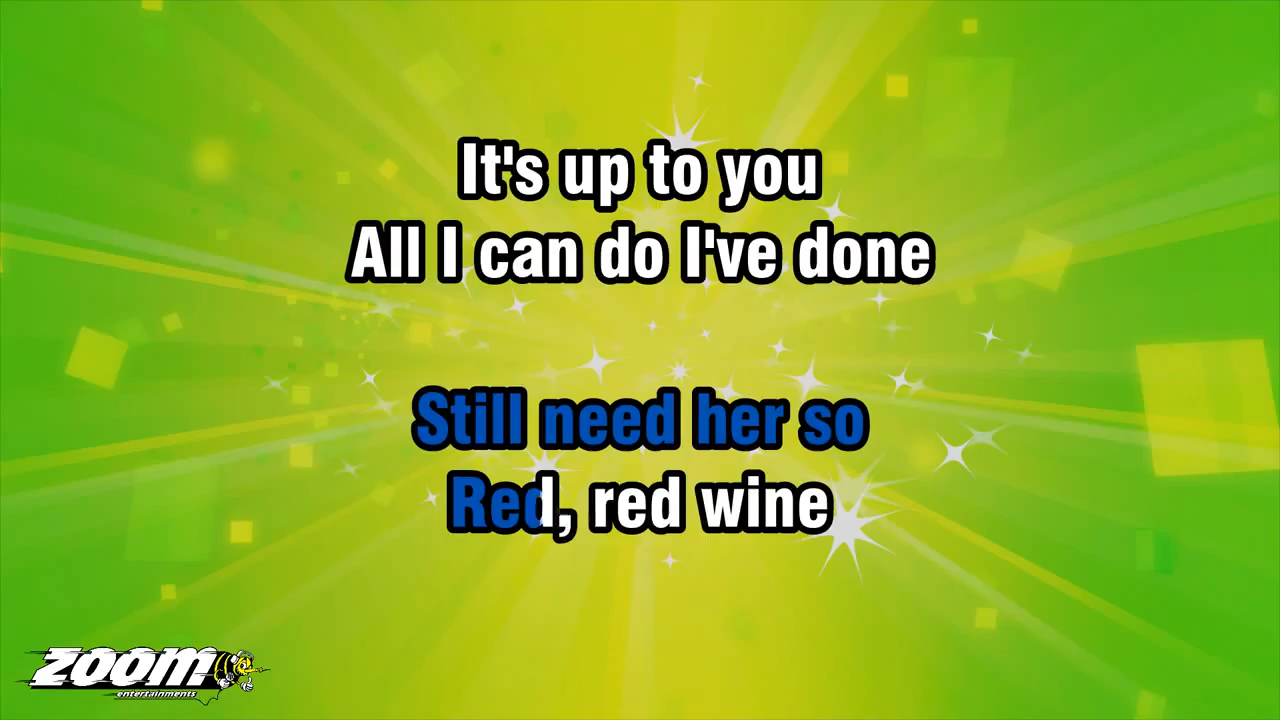 It's up to you
All I can do I've done
Still need her so
Red, red wine
ZOOM
entertainments